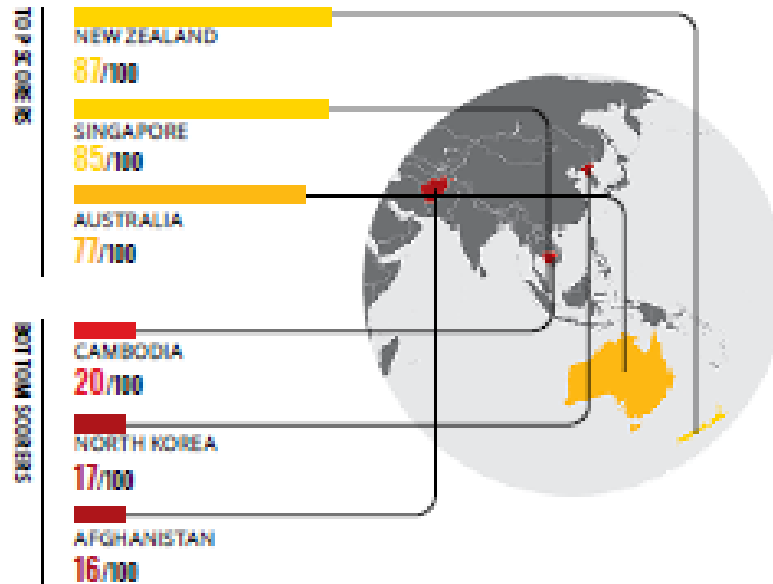 TOP SCORERS
NEW ZEALAND
87/100
SINGAPORE
85/100
AUSTRALIA
77/100
BOTTOM SCORERS
CAMBODIA
20/100
NORTH KOREA
17/100
AFGHANISTAN
16/100